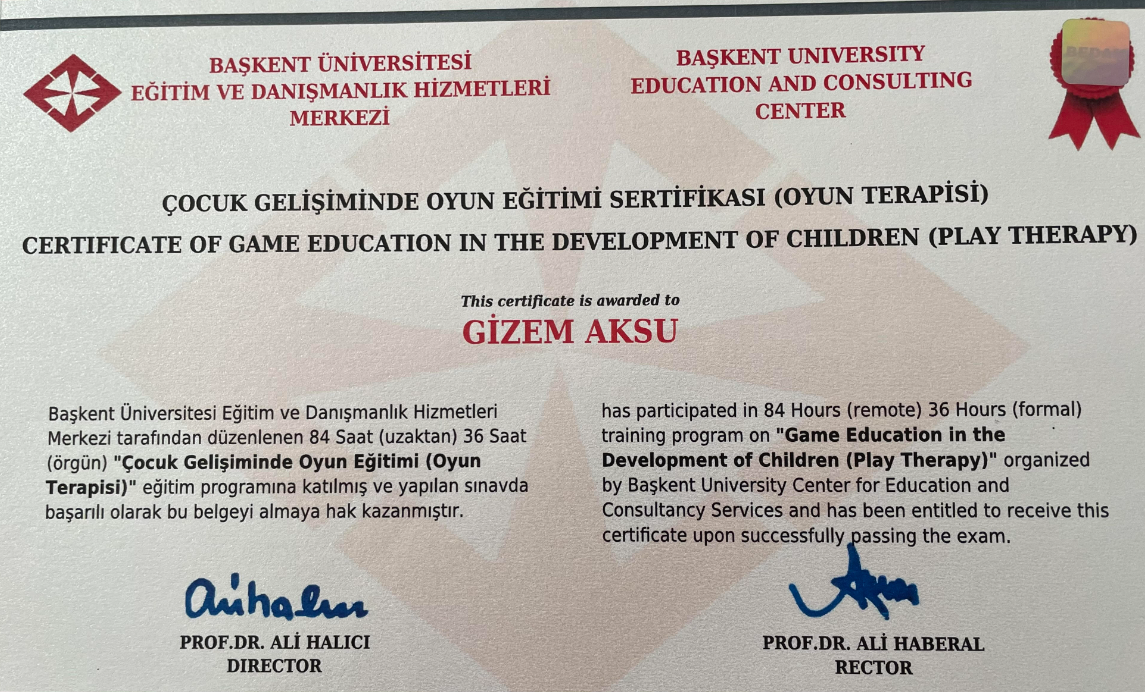 BAŞKENT ÜNİVERSİTESİ
EĞİTİM VE DANIŞMANLIK HİZMETLERİ
MERKEZİ
BAŞKENT UNIVERSITY
EDUCATION AND CONSULTING
CENTER
ÇOCUK GELİŞİMİNDE OYUN EĞİTİMİ SERTİFİKASI (OYUN TERAPİSİ)
CERTIFICATE OF GAME EDUCATION IN THE DEVELOPMENT OF CHILDREN (PLAY THERAPY)
This certificate is awarded to
GİZEM AKSU
Başkent Üniversitesi Eğitim ve Danışmanlık Hizmetleri
Merkezi tarafından düzenlenen 84 Saat (uzaktan) 36 Saat
(örgün) "Çocuk Gelişiminde Oyun Eğitimi (Oyun
Terapisi)" eğitim programına katılmış ve yapılan sınavda
başarılı olarak bu belgeyi almaya hak kazanmıştır.
has participated in 84 Hours (remote) 36 Hours (formal)
training program on "Game Education in the
Development of Children (Play Therapy)" organized
by Başkent University Center for Education and
Consultancy Services and has been entitled to receive this
certificate upon successfully passing the exam.
PROF.DR. ALİ HALICI
DIRECTOR
PROF.DR. ALİ HABERAL
RECTOR